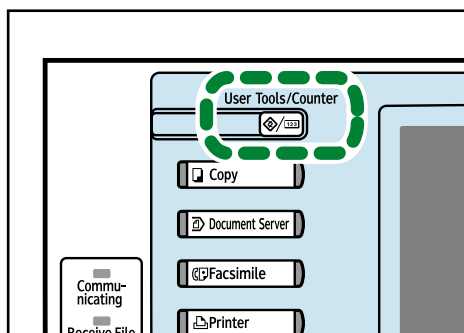 User Tools/Counter
123
Copy
Document Server
Facsimile
Commu-
nicating
Printer
Receive File